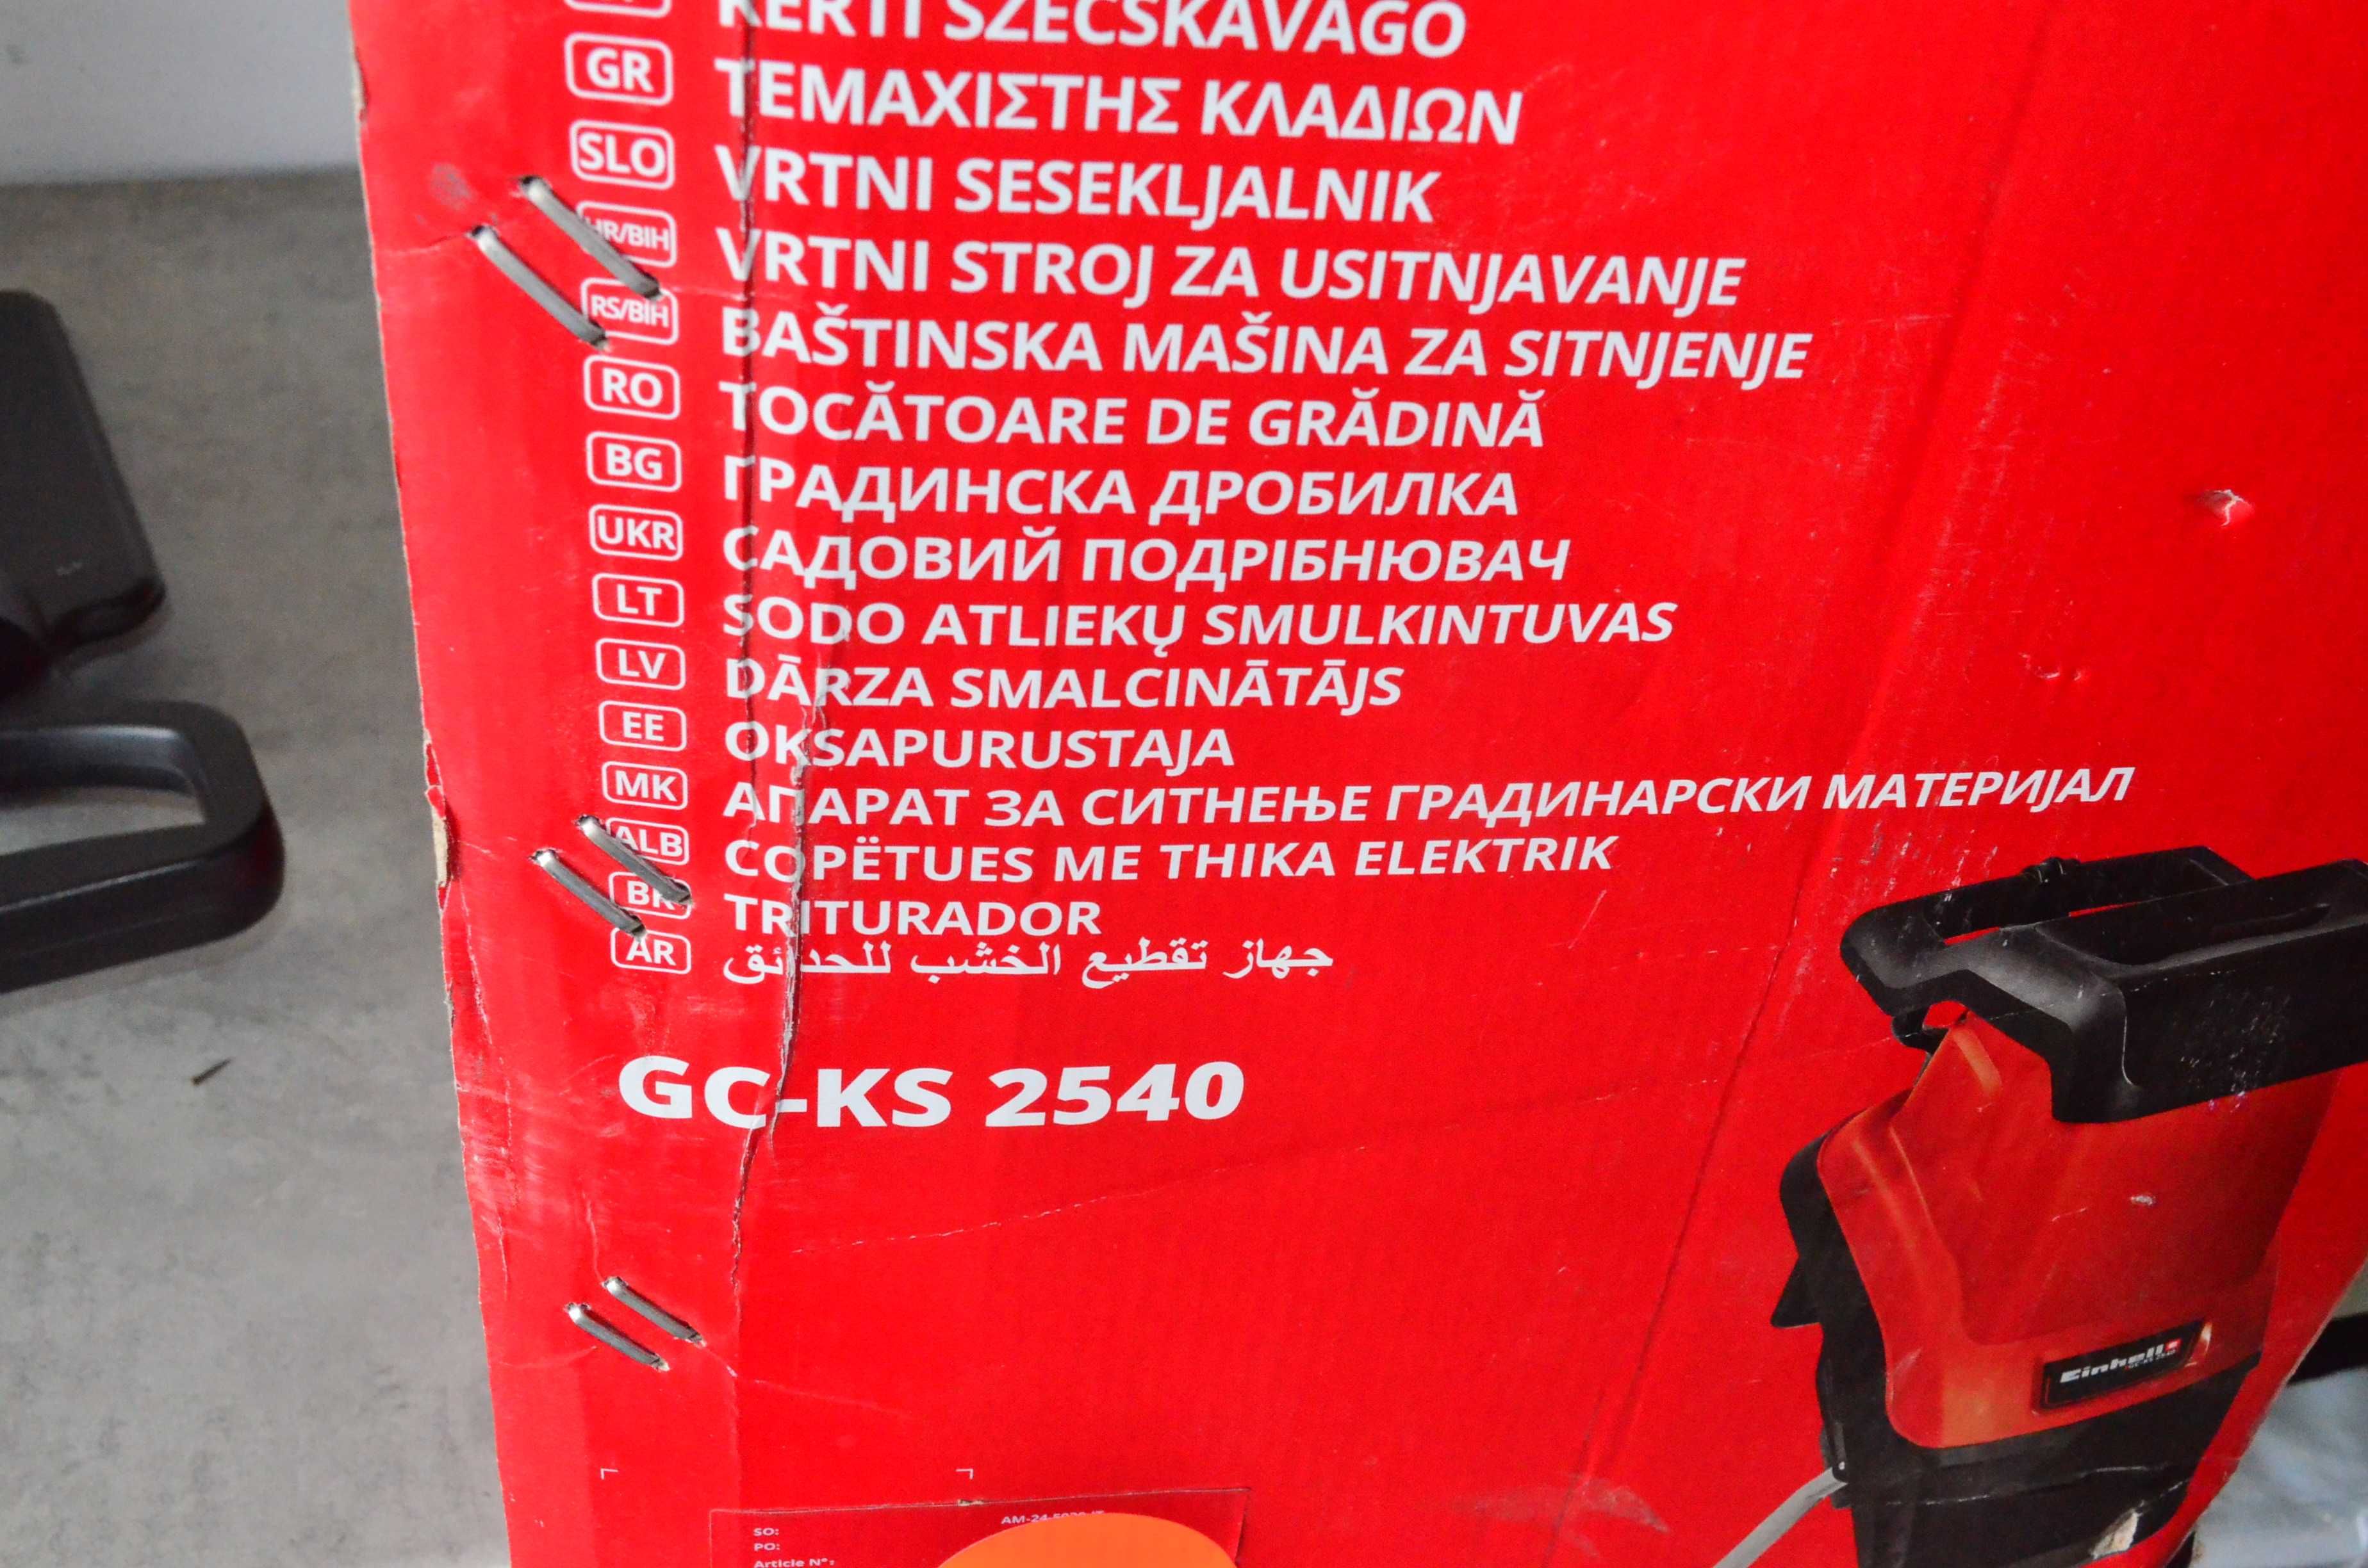 KERTI SZECSKAVÁGÓ
GR ΤΕΜΑΧΙΣΤΗΣ ΚΛΑΔΙΩΝ
SLO VRTNI SESEKLJALNIK
HR/BIH VRTNI STROJ ZA USITNJAVANJE
RS/BIH BAŠTINSKA MAŠINA ZA SITNJENJE
RO TOCĂTOARE DE GRĂDINĂ
BG ГРАДИНСКА ДРОБИЛКА
UKR САДОВИЙ ПОДРІБНЮВАЧ
LT SODO ATLIEKŲ SMULKINTUVAS
LV DĀRZA SMALCINĀTĀJS
EE OKSAPURUSTAJA
MK АПАРАТ ЗА СИТНЕЊЕ ГРАДИНАРСКИ МАТЕРИЈАЛ
ALB COPËTUES ME THIKA ELEKTRIK
BR TRITURADOR
AR جهاز تقطيع الخشب للحدائق
GC-KS 2540
Einhell
SO:
PO:
Article N°: